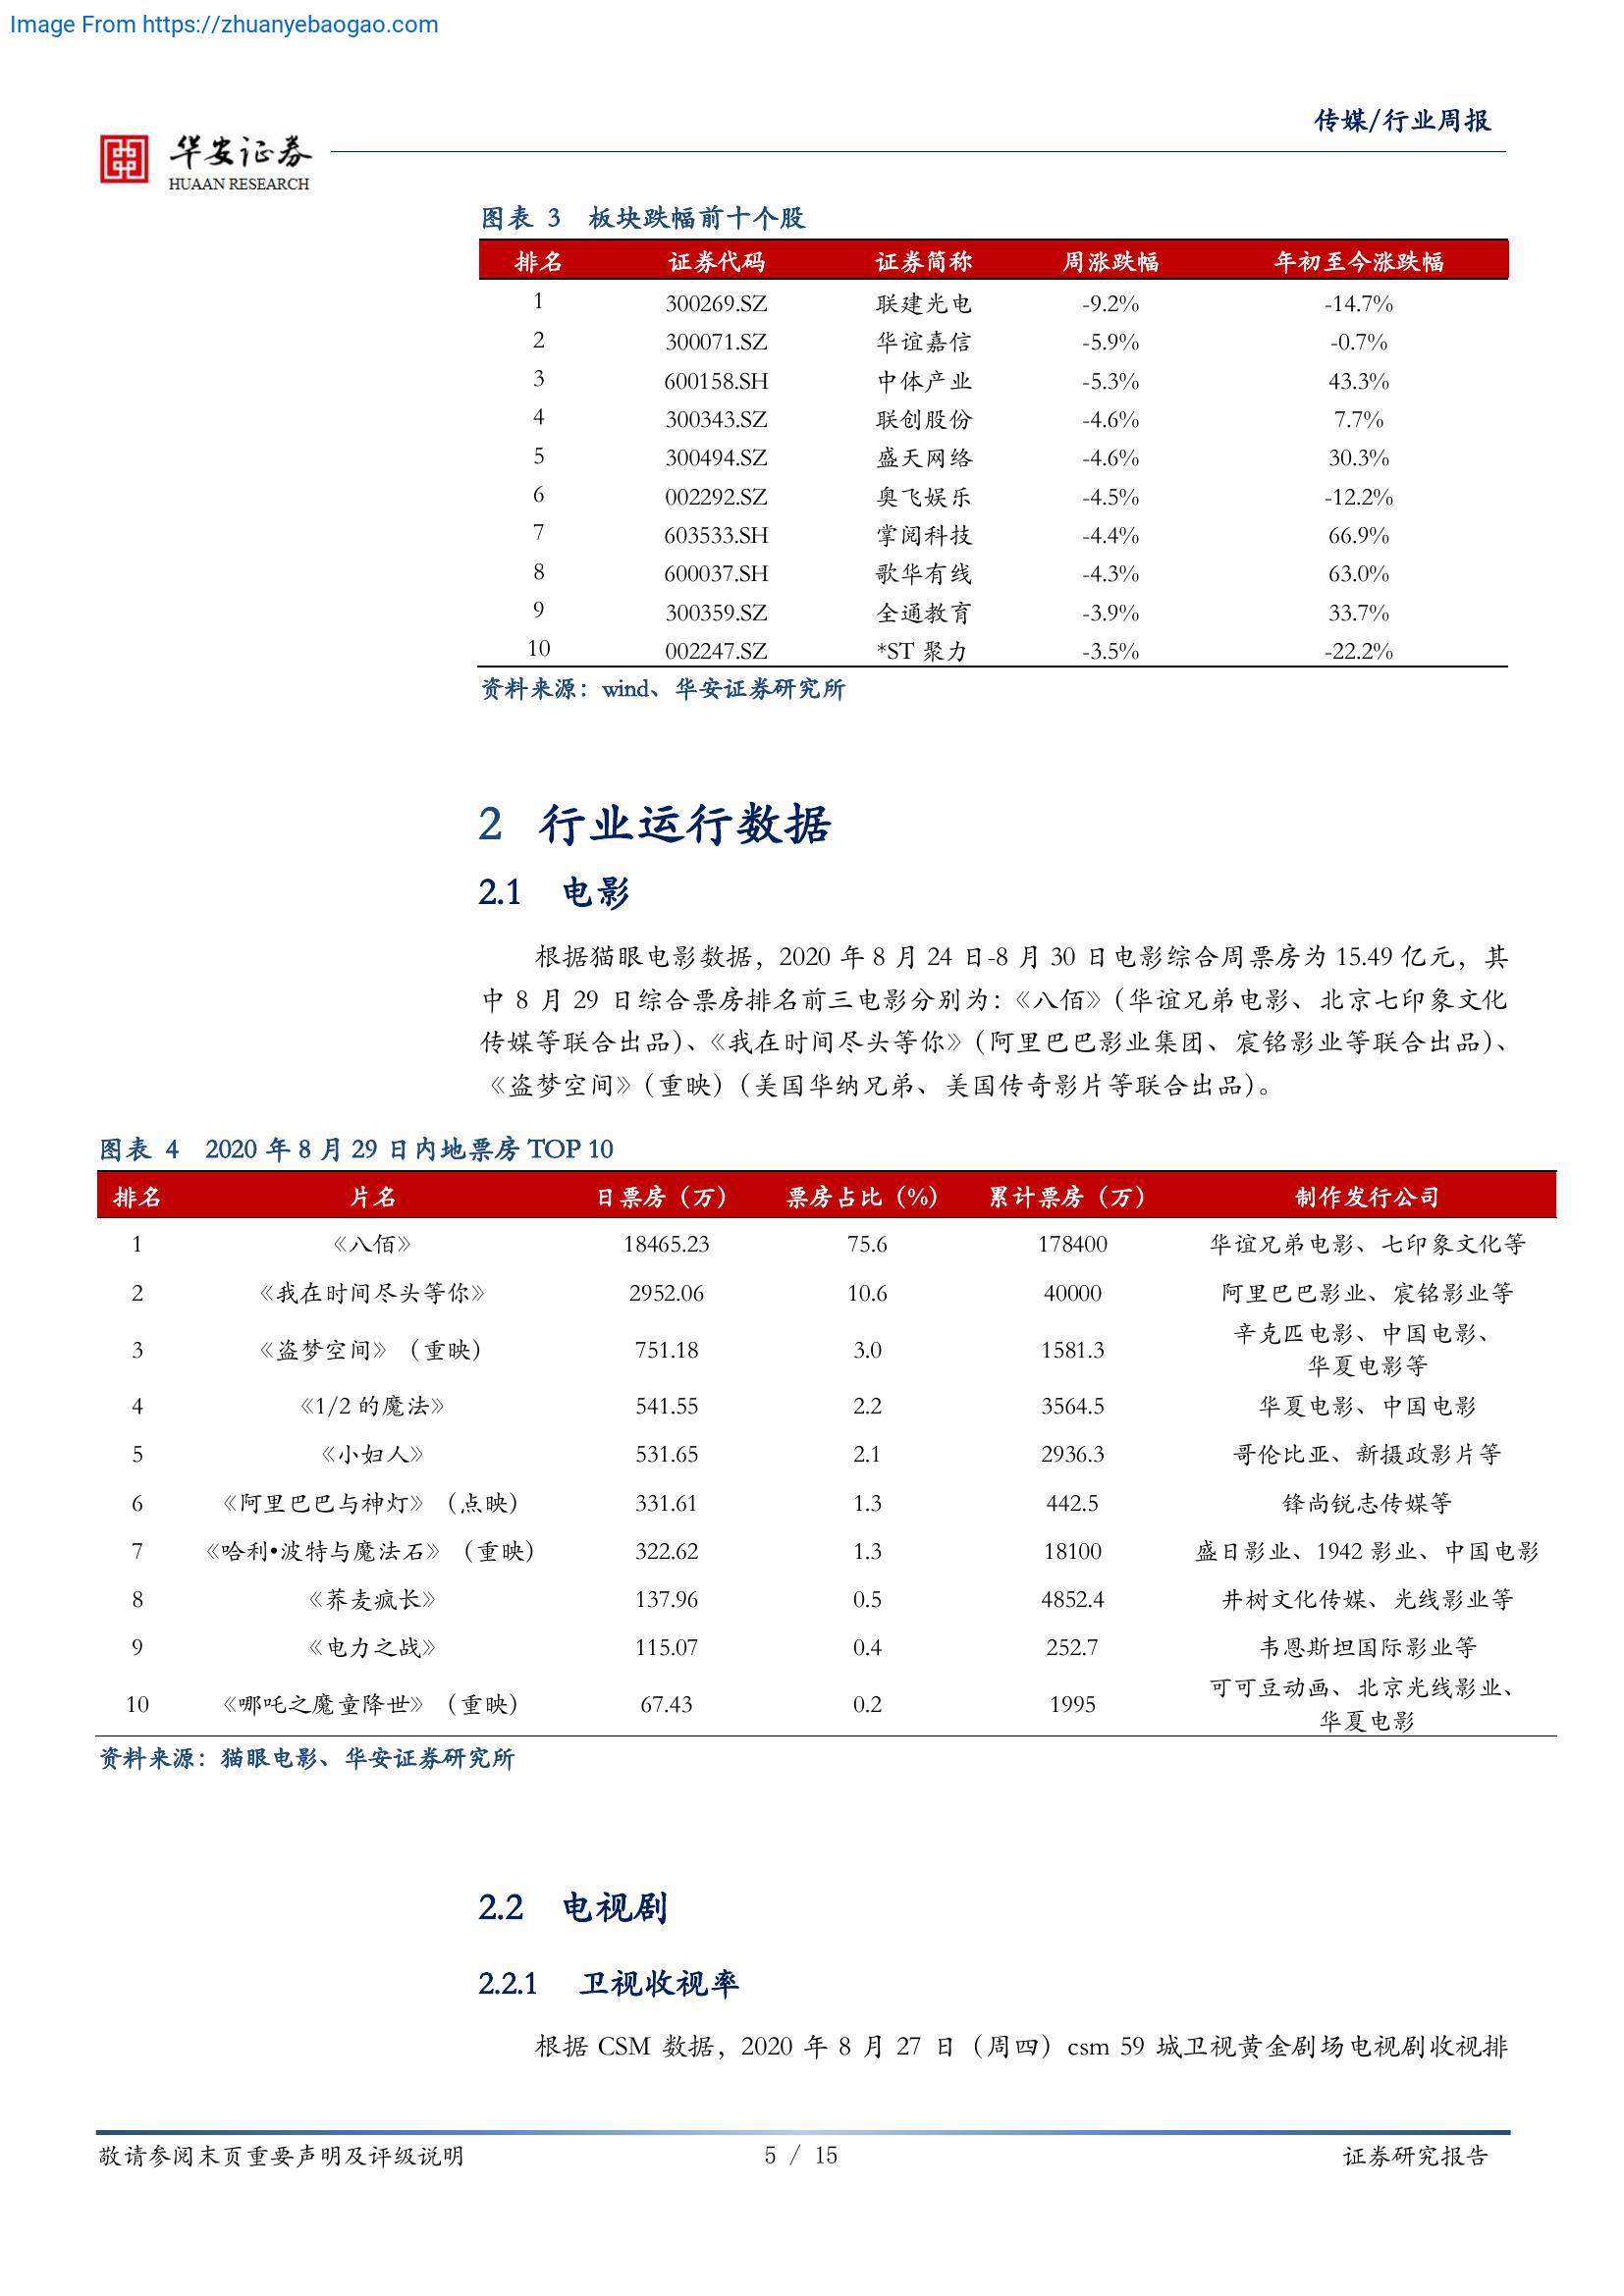 Image From https://zhuanyebaogao.com
传媒/行业周报
华安证券
HUAAN RESEARCH
图表 3 板块跌幅前十个股
排名 证券代码 证券简称 周涨跌幅 年初至今涨跌幅
1 300269.SZ 联建光电 -9.2% -14.7%
2 300071.SZ 华谊嘉信 -5.9% -0.7%
3 600158.SH 中体产业 -5.3% 43.3%
4 300343.SZ 联创股份 -4.6% 7.7%
5 300494.SZ 盛天网络 -4.6% 30.3%
6 002292.SZ 奥飞娱乐 -4.5% -12.2%
7 603533.SH 掌阅科技 -4.4% 66.9%
8 600037.SH 歌华有线 -4.3% 63.0%
9 300359.SZ 全通教育 -3.9% 33.7%
10 002247.SZ *ST 聚力 -3.5% -22.2%
资料来源：wind、华安证券研究所
2 行业运行数据
2.1 电影
根据猫眼电影数据，2020 年 8 月 24 日-8 月 30 日电影综合周票房为 15.49 亿元，其
中 8 月 29 日综合票房排名前三电影分别为：《八佰》（华谊兄弟电影、北京七印象文化
传媒等联合出品）、《我在时间尽头等你》（阿里巴巴影业集团、宸铭影业等联合出品）、
《盗梦空间》（重映）（美国华纳兄弟、美国传奇影片等联合出品）。
图表 4 2020 年 8 月 29 日内地票房 TOP 10
排名 片名 日票房（万） 票房占比（%） 累计票房（万） 制作发行公司
1 《八佰》 18465.23 75.6 178400 华谊兄弟电影、七印象文化等
2 《我在时间尽头等你》 2952.06 10.6 40000 阿里巴巴影业、宸铭影业等
3 《盗梦空间》（重映） 751.18 3.0 1581.3 辛克匹电影、中国电影、
华夏电影等
4 《1/2 的魔法》 541.55 2.2 3564.5 华夏电影、中国电影
5 《小妇人》 531.65 2.1 2936.3 哥伦比亚、新摄政影片等
6 《阿里巴巴与神灯》（点映） 331.61 1.3 442.5 锋尚锐志传媒等
7 《哈利•波特与魔法石》（重映） 322.62 1.3 18100 盛日影业、1942 影业、中国电影
8 《荞麦疯长》 137.96 0.5 4852.4 井树文化传媒、光线影业等
9 《电力之战》 115.07 0.4 252.7 韦恩斯坦国际影业等
10 《哪吒之魔童降世》（重映） 67.43 0.2 1995 可可豆动画、北京光线影业、
华夏电影
资料来源：猫眼电影、华安证券研究所
2.2 电视剧
2.2.1 卫视收视率
根据 CSM 数据，2020 年 8 月 27 日（周四）csm 59 城卫视黄金剧场电视剧收视排
敬请参阅末页重要声明及评级说明 5 / 15 证券研究报告